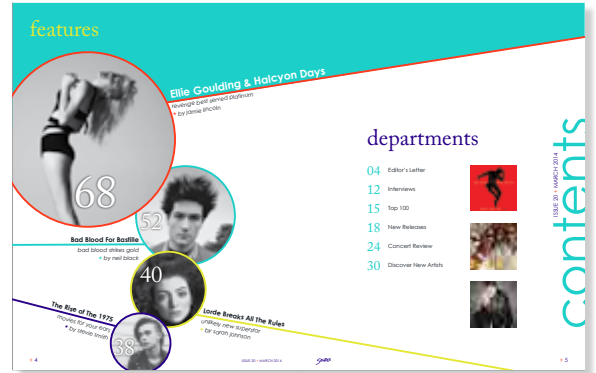 features
Ellie Goulding & Halcyon Days
revenge best served platinum
• by jamie lincoln
68
52
Bad Blood For Bastille
bad blood strikes gold
• by neil black
40
Lorde Breaks All The Rules
unlikely new superstar
• by sarah johnson
The Rise of The 1975
movies for your ears
• by stevie smith
38
departments
04 Editor's Letter
12 Interviews
15 Top 100
18 New Releases
24 Concert Review
30 Discover New Artists
contents
ISSUE 20 • MARCH 2014
• 4
ISSUE 20 • MARCH 2014
• 5